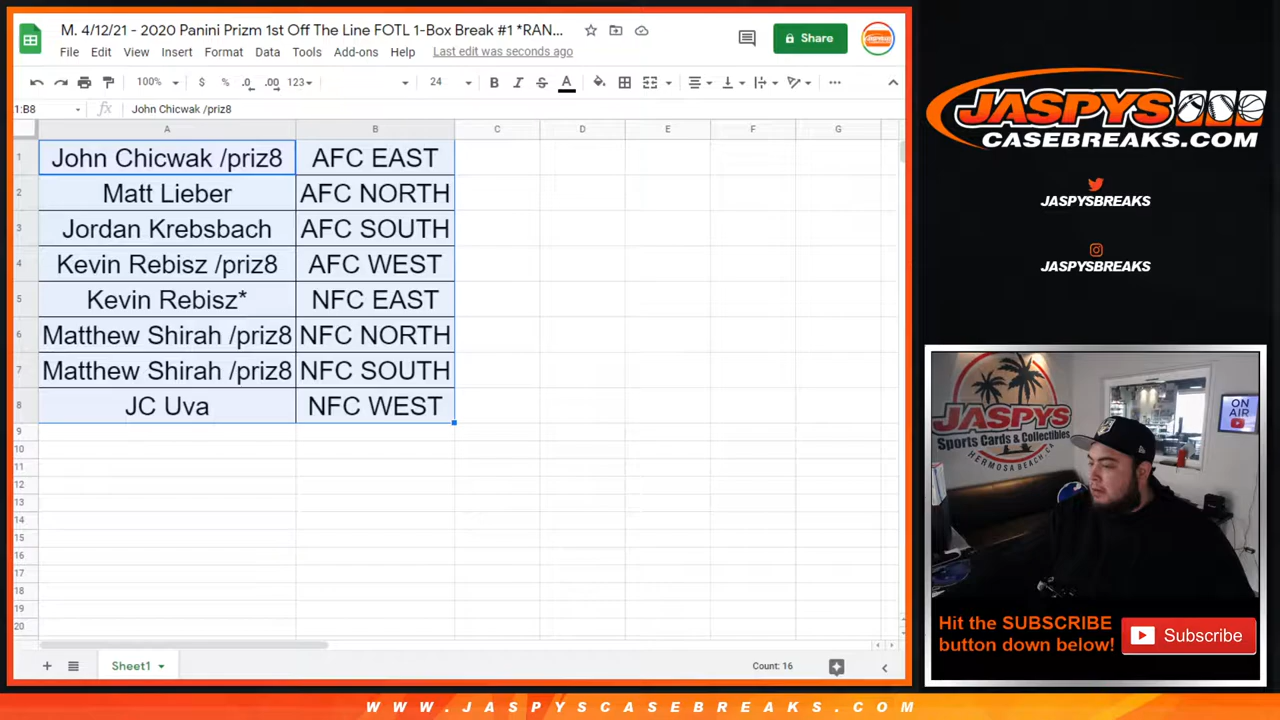 M. 4/12/21 - 2020 Panini Prizm 1st Off The Line FOTL 1-Box Break #1 *RAN...
File Edit View Format Data Tools Add-ons Help Last edit was seconds ago
Share
100% $ % .0 .00 123 24 B I S A
1:B8 fx John Chicwak /priz8
A B C D E F G
1 John Chicwak /priz8 AFC EAST
2 Matt Lieber AFC NORTH
3 Jordan Krebsbach AFC SOUTH
4 Kevin Rebisz /priz8 AFC WEST
5 Kevin Rebisz* NFC EAST
6 Matthew Shirah /priz8 NFC NORTH
7 Matthew Shirah /priz8 NFC SOUTH
8 JC Uva NFC WEST
9
10
11
12
13
14
15
16
17
18
19
20
Sheet1 Count: 16
JASPYS
CASEBREAKS.COM
JASPYSBREAKS
JASPYSBREAKS
JASPYS
Sports Cards & Collectibles
HERMOSA BEACH, CA
ON
AIR
Hit the SUBSCRIBE
button down below!
Subscribe
WWW.JASPYSCASEBREAKS.COM